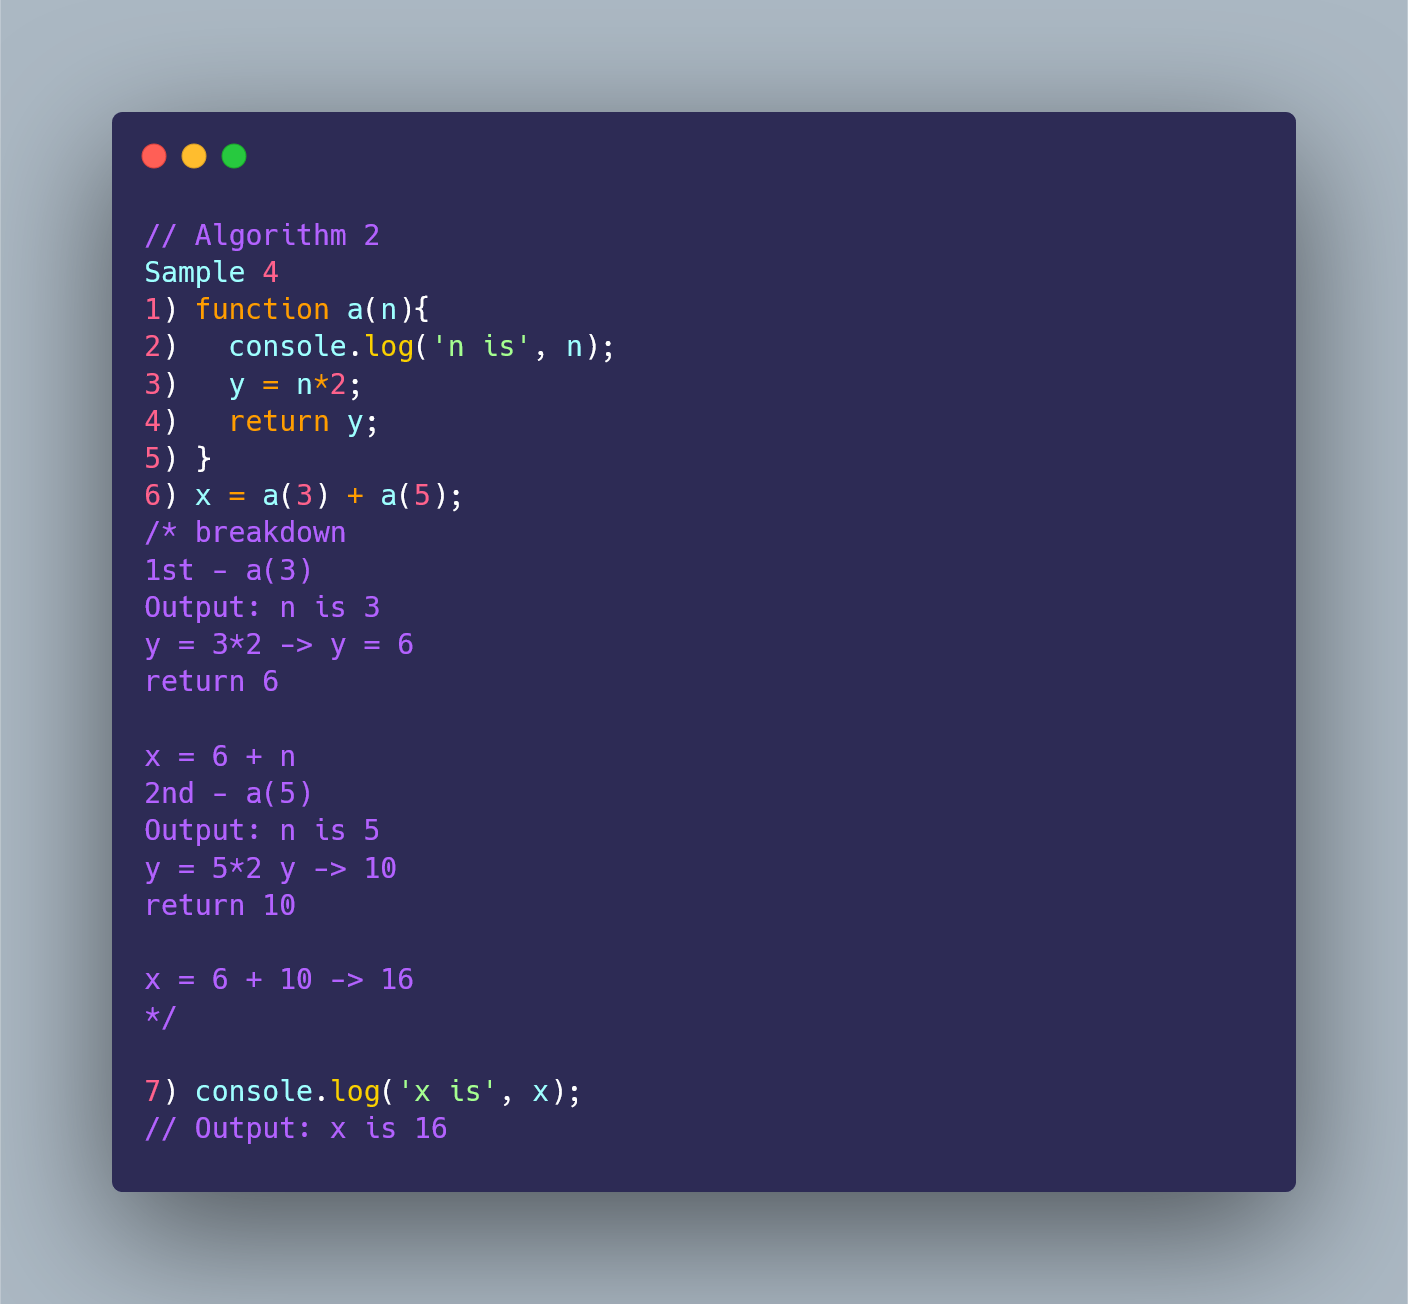 // Algorithm 2
Sample 4
1) function a(n){
2)   console.log('n is', n);
3)   y = n*2;
4)   return y;
5) }
6) x = a(3) + a(5);
/* breakdown
1st - a(3)
Output: n is 3
y = 3*2 -> y = 6
return 6

x = 6 + n
2nd - a(5)
Output: n is 5
y = 5*2 y -> 10
return 10

x = 6 + 10 -> 16
*/

7) console.log('x is', x);
// Output: x is 16